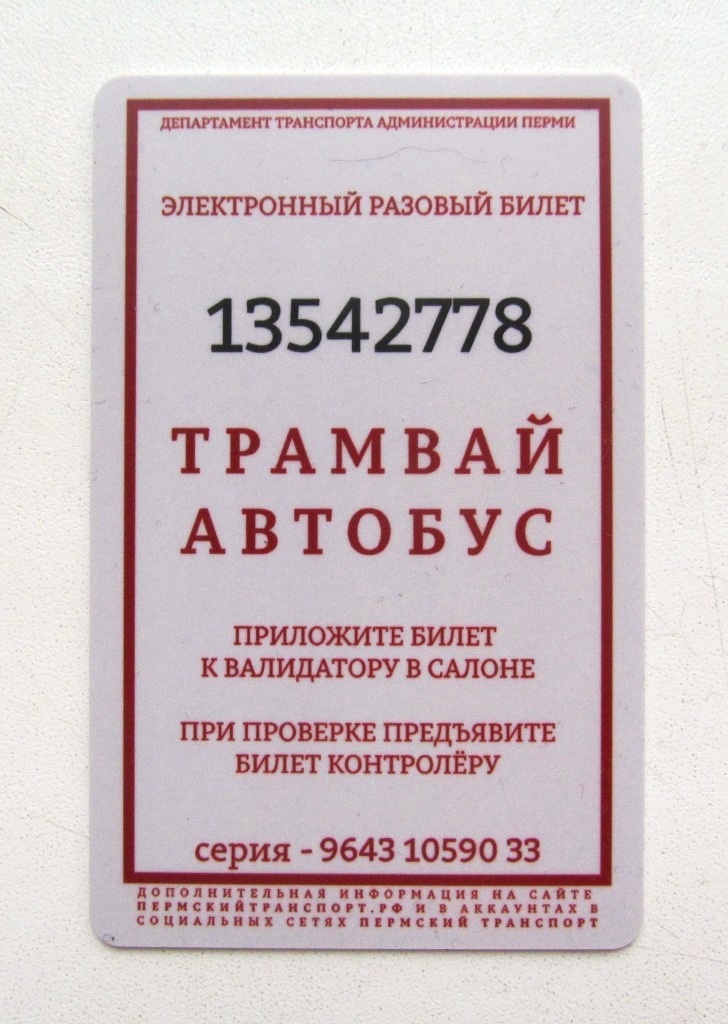 ДЕПАРТАМЕНТ ТРАНСПОРТА АДМИНИСТРАЦИИ ПЕРМИ
ЭЛЕКТРОННЫЙ РАЗОВЫЙ БИЛЕТ
13542778
ТРАМВАЙ
АВТОБУС
ПРИЛОЖИТЕ БИЛЕТ
К ВАЛИДАТОРУ В САЛОНЕ
ПРИ ПРОВЕРКЕ ПРЕДЪЯВИТЕ
БИЛЕТ КОНТРОЛЁРУ
серия - 9643 10590 33
ДОПОЛНИТЕЛЬНАЯ ИНФОРМАЦИЯ НА САЙТЕ
ПЕРМСКИЙТРАНСПОРТ.РФ И В АККАУНТАХ В
СОЦИАЛЬНЫХ СЕТЯХ ПЕРМСКИЙ ТРАНСПОРТ